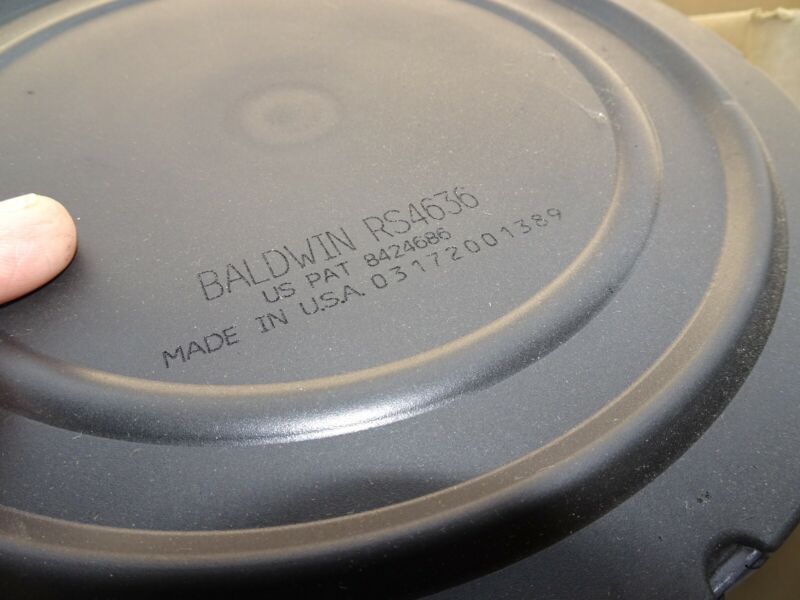 BALDWIN RS4636
US PAT 8424686
MADE IN U.S.A. 03172001389